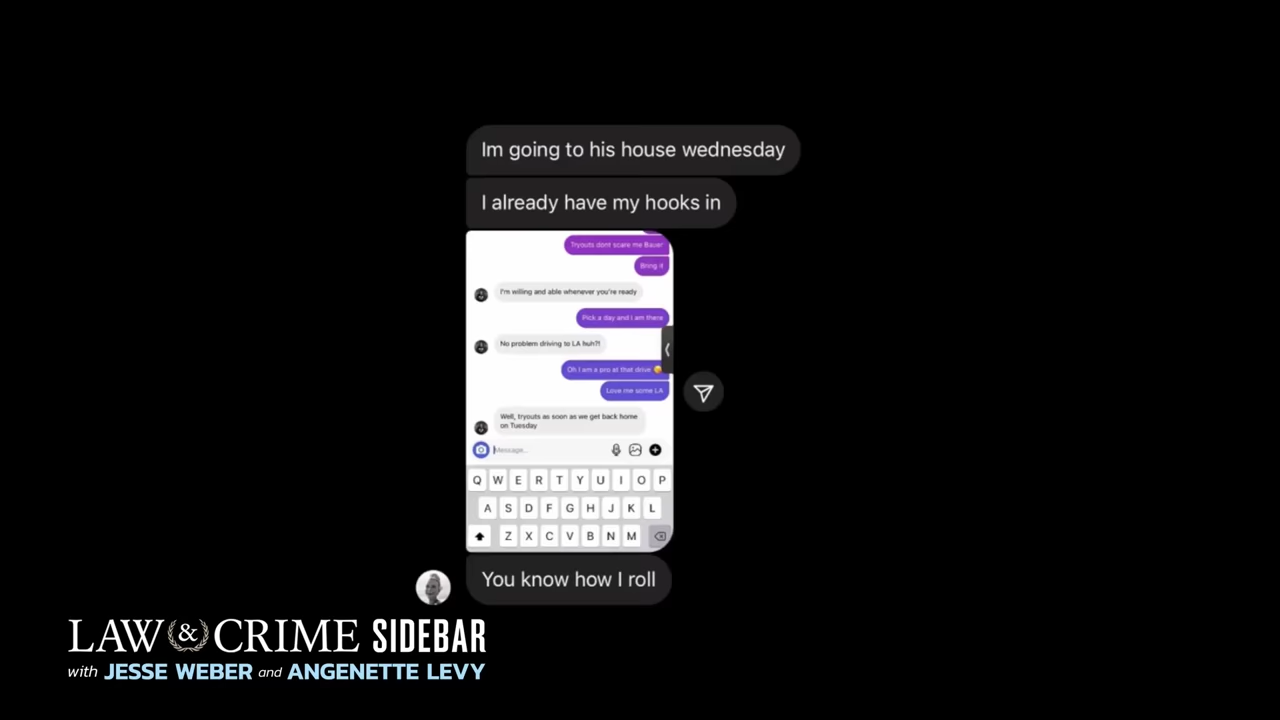 Im going to his house wednesday
I already have my hooks in
Tryouts dont scare me Bauer
Bring it
I'm willing and able whenever you're ready
Pick a day and I am there
No problem driving to LA huh?!
Oh I am a pro at that drive
Love me some LA
Well, tryouts as soon as we get back home
on Tuesday
Message...
Q W E R T Y U I O P
A S D F G H J K L
Z X C V B N M
You know how I roll
LAW & CRIME SIDEBAR
with JESSE WEBER and ANGENETTE LEVY